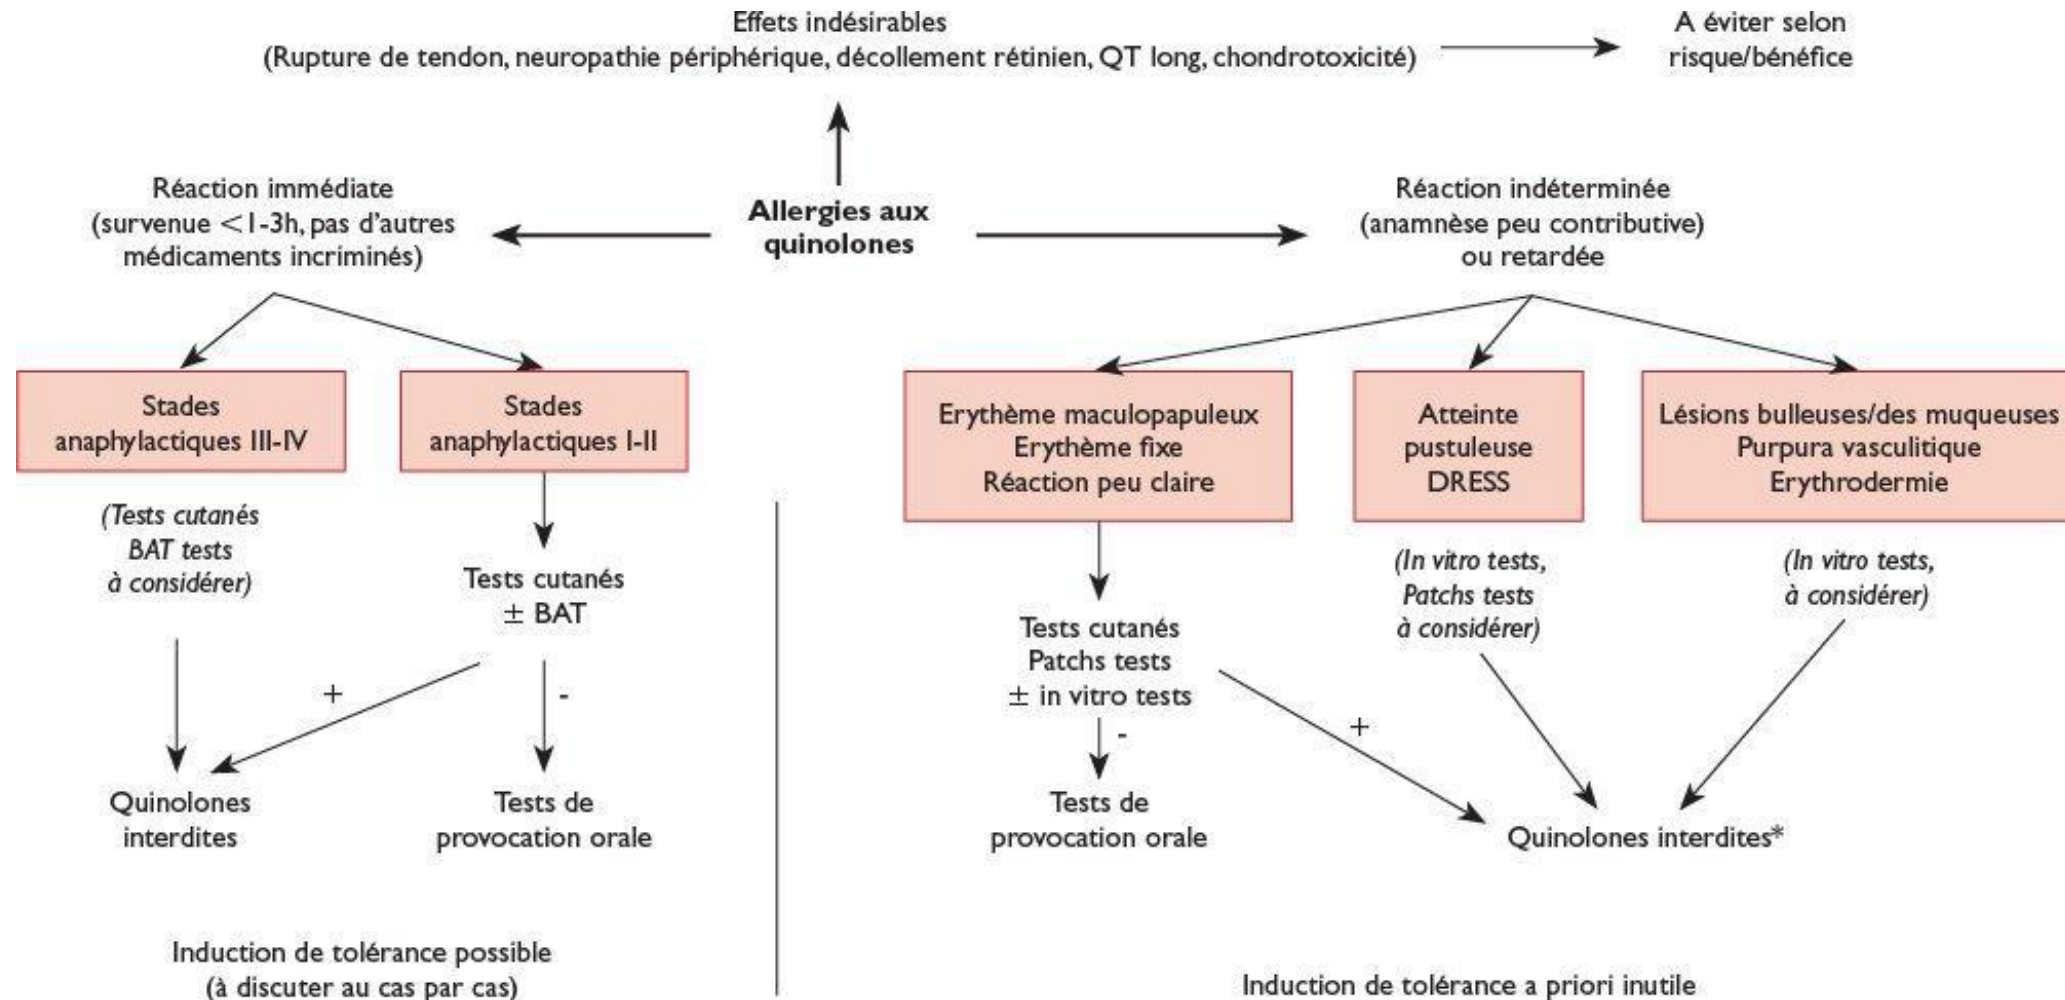 Effets indésirables
(Rupture de tendon, neuropathie périphérique, décollement rétinien, QT long, chondrotoxicité)
A éviter selon
risque/bénéfice
Allergies aux
quinolones
Réaction immédiate
(survenue <1-3h, pas d'autres
médicaments incriminés)
Réaction indéterminée
(anamnèse peu contributive)
ou retardée
Stades
anaphylactiques III-IV
Stades
anaphylactiques I-II
Erythème maculopapuleux
Erythème fixe
Réaction peu claire
Atteinte
pustuleuse
DRESS
Lésions bulleuses/des muqueuses
Purpura vasculitique
Erythrodermie
(Tests cutanés
BAT tests
à considérer)
Tests cutanés
± BAT
Tests cutanés
Patchs tests
± in vitro tests
(In vitro tests,
Patchs tests
à considérer)
(In vitro tests,
à considérer)
+
-
-
+
Quinolones
interdites
Tests de
provocation orale
Tests de
provocation orale
Quinolones interdites*
Induction de tolérance possible
(à discuter au cas par cas)
Induction de tolérance a priori inutile